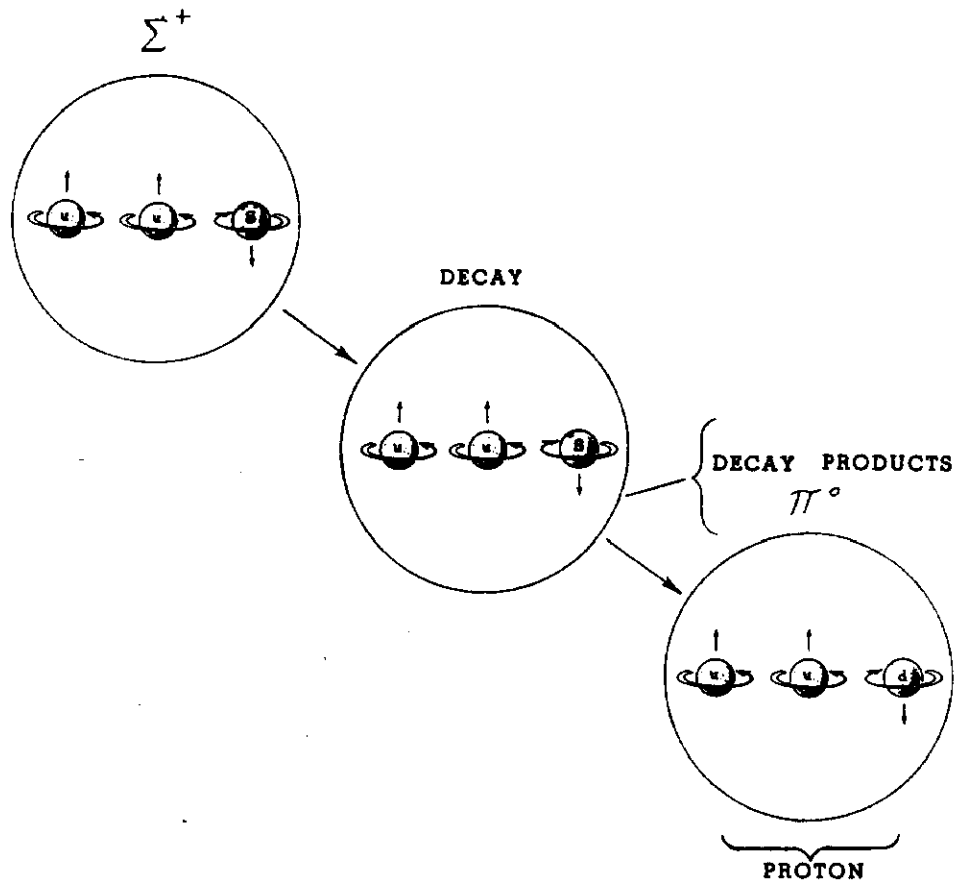 Σ⁺
u u S
DECAY
u u S
DECAY PRODUCTS
π°
u u d
PROTON